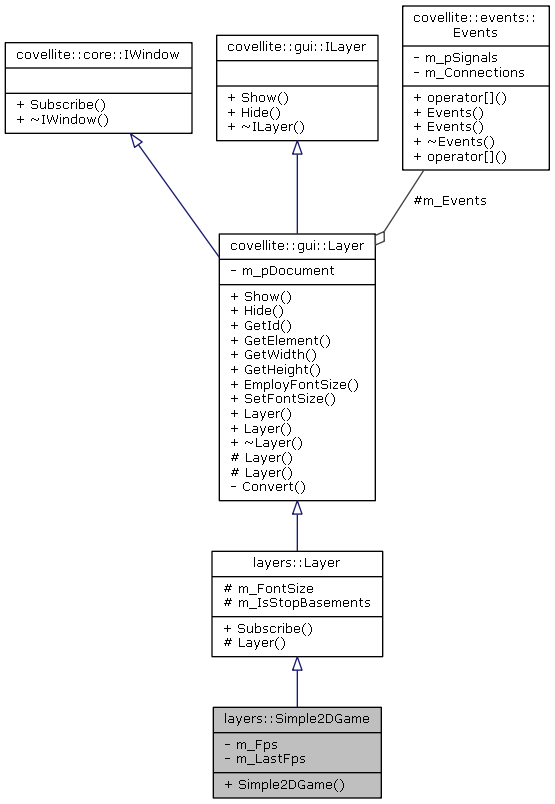 covellite::core::IWindow
+ Subscribe()
+ ~IWindow()
covellite::gui::ILayer
+ Show()
+ Hide()
+ ~ILayer()
covellite::events::
Events
- m_pSignals
- m_Connections
+ operator[]()
+ Events()
+ Events()
+ ~Events()
+ operator[]()
#m_Events
covellite::gui::Layer
- m_pDocument
+ Show()
+ Hide()
+ GetId()
+ GetElement()
+ GetWidth()
+ GetHeight()
+ EmployFontSize()
+ SetFontSize()
+ Layer()
+ Layer()
+ ~Layer()
# Layer()
# Layer()
- Convert()
layers::Layer
# m_FontSize
# m_IsStopBasements
+ Subscribe()
# Layer()
layers::Simple2DGame
- m_Fps
- m_LastFps
+ Simple2DGame()